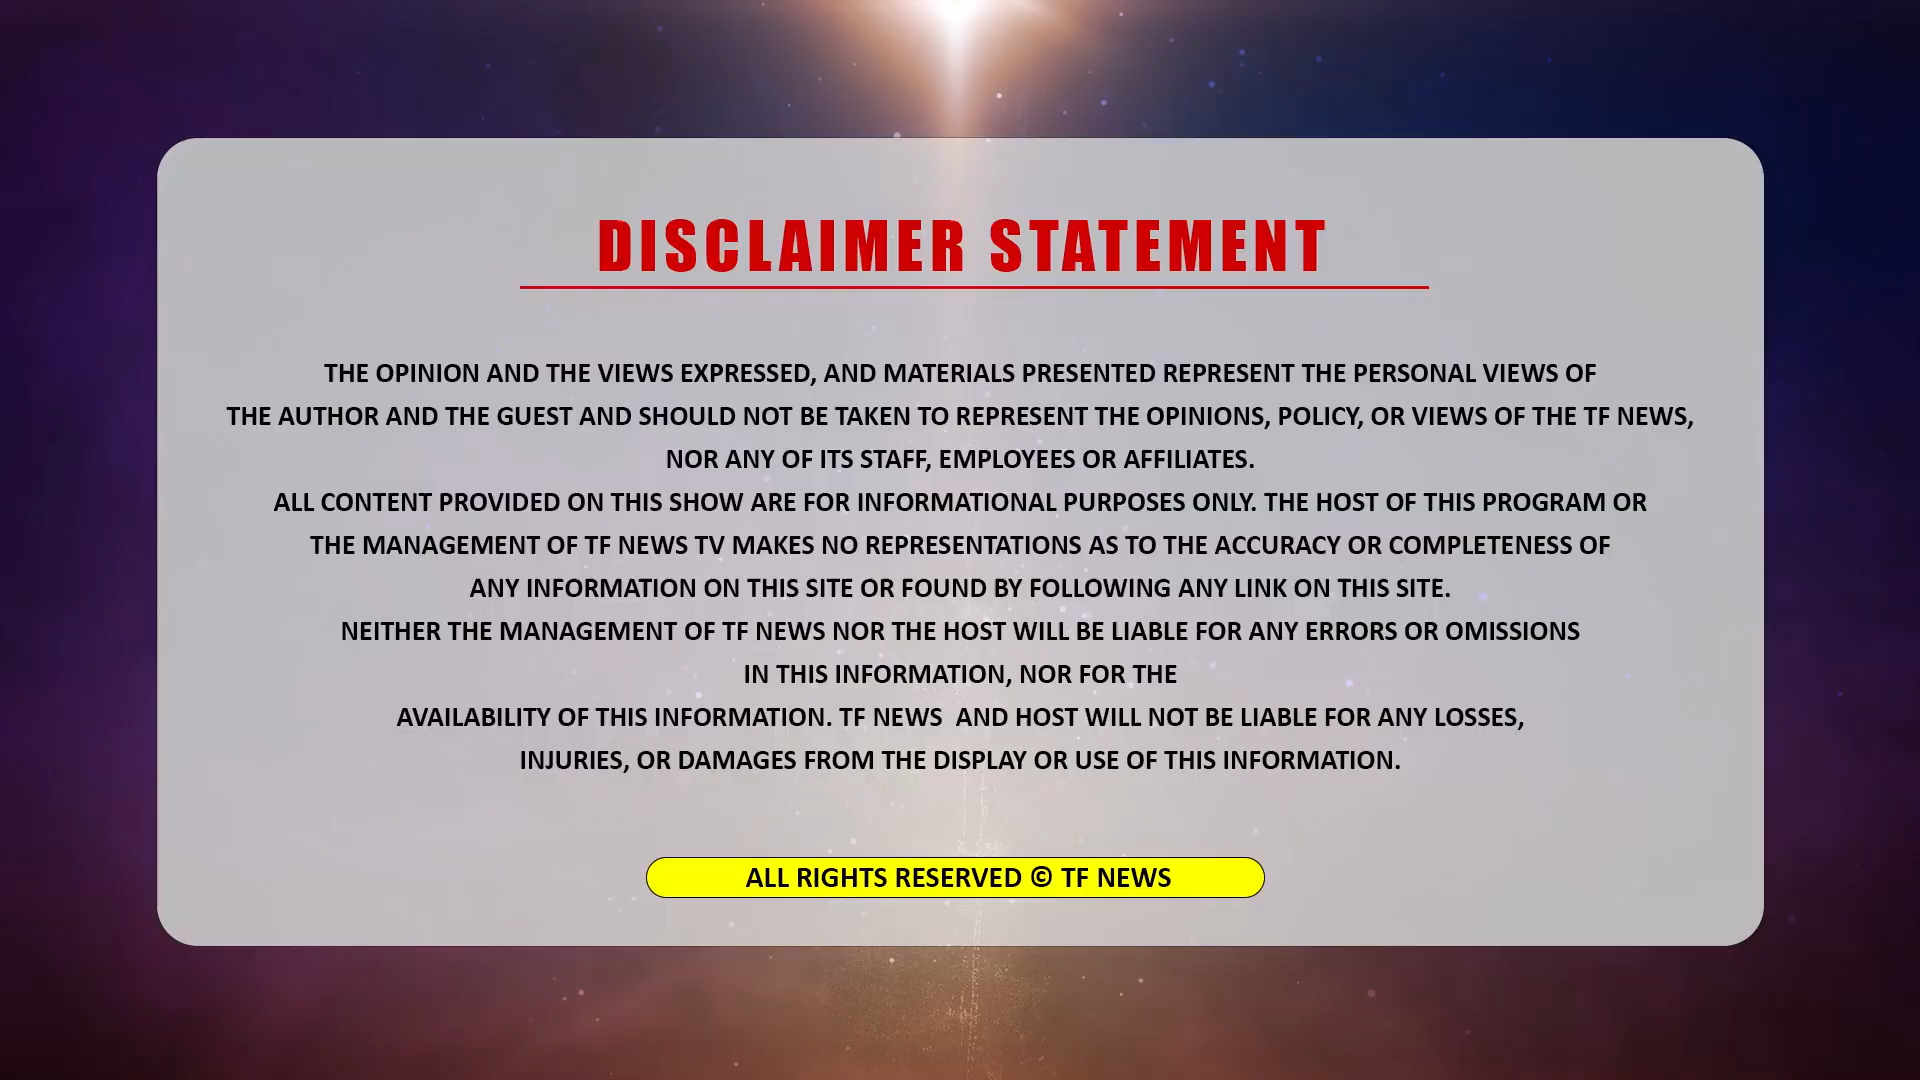 DISCLAIMER STATEMENT
THE OPINION AND THE VIEWS EXPRESSED, AND MATERIALS PRESENTED REPRESENT THE PERSONAL VIEWS OF
THE AUTHOR AND THE GUEST AND SHOULD NOT BE TAKEN TO REPRESENT THE OPINIONS, POLICY, OR VIEWS OF THE TF NEWS,
NOR ANY OF ITS STAFF, EMPLOYEES OR AFFILIATES.
ALL CONTENT PROVIDED ON THIS SHOW ARE FOR INFORMATIONAL PURPOSES ONLY. THE HOST OF THIS PROGRAM OR
THE MANAGEMENT OF TF NEWS TV MAKES NO REPRESENTATIONS AS TO THE ACCURACY OR COMPLETENESS OF
ANY INFORMATION ON THIS SITE OR FOUND BY FOLLOWING ANY LINK ON THIS SITE.
NEITHER THE MANAGEMENT OF TF NEWS NOR THE HOST WILL BE LIABLE FOR ANY ERRORS OR OMISSIONS
IN THIS INFORMATION, NOR FOR THE
AVAILABILITY OF THIS INFORMATION. TF NEWS  AND HOST WILL NOT BE LIABLE FOR ANY LOSSES,
INJURIES, OR DAMAGES FROM THE DISPLAY OR USE OF THIS INFORMATION.
ALL RIGHTS RESERVED © TF NEWS